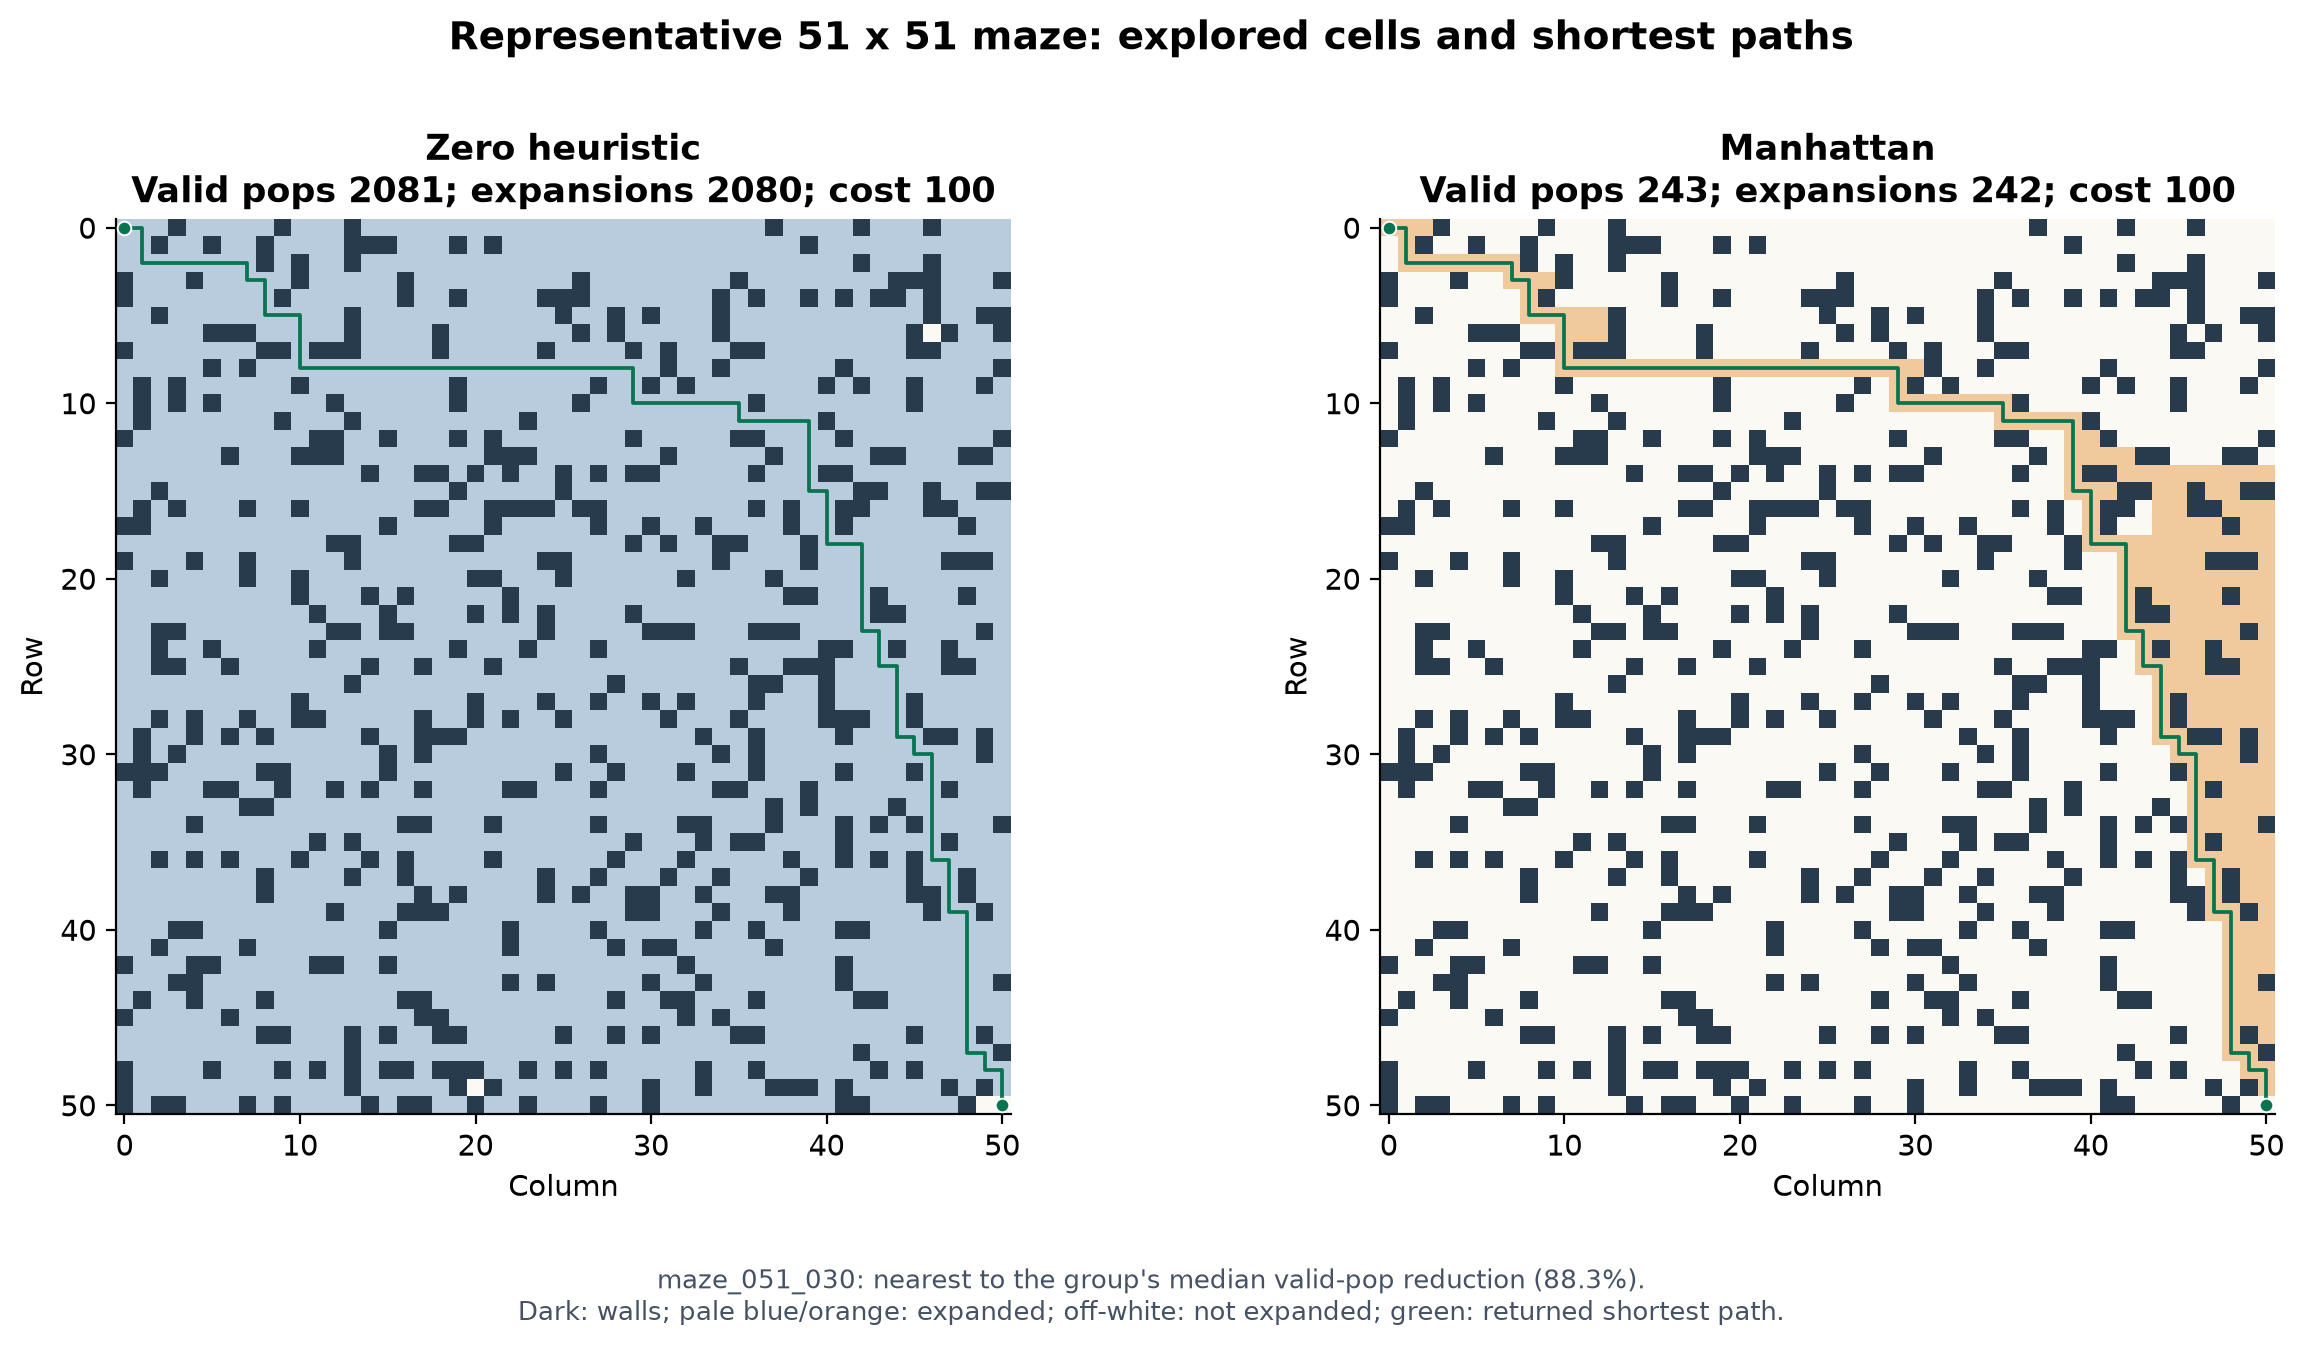 Representative 51 x 51 maze: explored cells and shortest paths
Zero heuristic
Valid pops 2081; expansions 2080; cost 100
0
10
20
30
40
50
Row
0 10 20 30 40 50
Column
Manhattan
Valid pops 243; expansions 242; cost 100
0
10
20
30
40
50
Row
0 10 20 30 40 50
Column
maze_051_030: nearest to the group's median valid-pop reduction (88.3%).
Dark: walls; pale blue/orange: expanded; off-white: not expanded; green: returned shortest path.